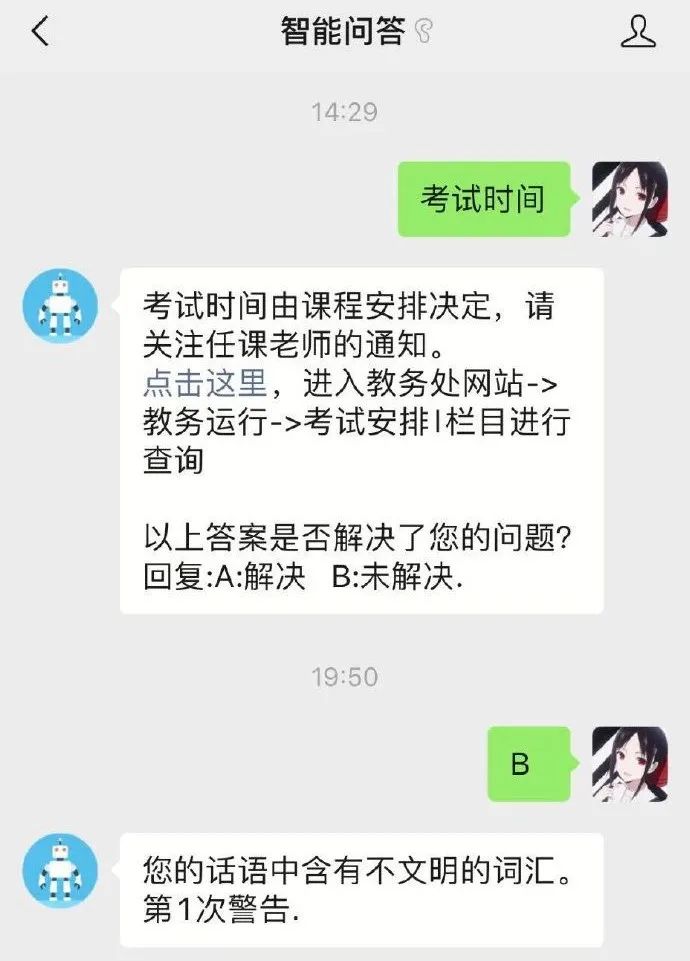 智能问答
14:29
考试时间
考试时间由课程安排决定，请
关注任课老师的通知。
点击这里，进入教务处网站->
教务运行->考试安排|栏目进行
查询
以上答案是否解决了您的问题?
回复:A:解决 B:未解决.
19:50
B
您的话语中含有不文明的词汇。
第1次警告.